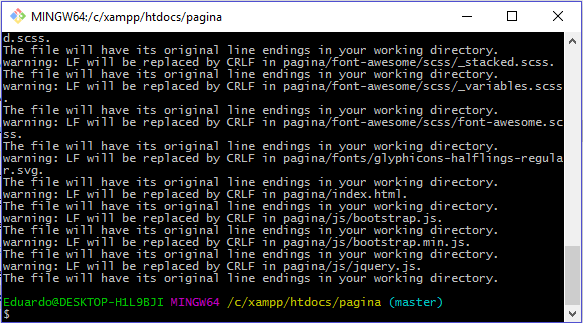 MINGW64:/c/xampp/htdocs/pagina
d.scss.
The file will have its original line endings in your working directory.
warning: LF will be replaced by CRLF in pagina/font-awesome/scss/_stacked.scss.
The file will have its original line endings in your working directory.
warning: LF will be replaced by CRLF in pagina/font-awesome/scss/_variables.scss
.
The file will have its original line endings in your working directory.
warning: LF will be replaced by CRLF in pagina/font-awesome/scss/font-awesome.sc
ss.
The file will have its original line endings in your working directory.
warning: LF will be replaced by CRLF in pagina/fonts/glyphicons-halflings-regula
r.svg.
The file will have its original line endings in your working directory.
warning: LF will be replaced by CRLF in pagina/index.html.
The file will have its original line endings in your working directory.
warning: LF will be replaced by CRLF in pagina/js/bootstrap.js.
The file will have its original line endings in your working directory.
warning: LF will be replaced by CRLF in pagina/js/bootstrap.min.js.
The file will have its original line endings in your working directory.
warning: LF will be replaced by CRLF in pagina/js/jquery.js.
The file will have its original line endings in your working directory.
Eduardo@DESKTOP-H1L9BJI MINGW64 /c/xampp/htdocs/pagina (master)
$